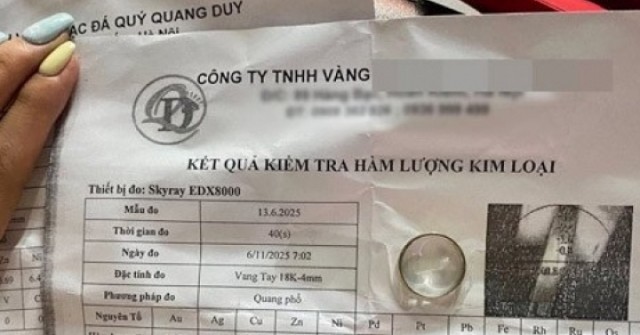 ẠC ĐÁ QUÝ QUANG DUY
CÔNG TY TNHH VÀNG
KẾT QUẢ KIỂM TRA HÀM LƯỢNG KIM LOẠI
Thiết bị đo: Skyray EDX8000
Mẫu đo 13.6.2025
Thời gian đo 40(s)
Ngày đo 6/11/2025 7:02
Đặc tính đo Vang Tay 18K-4mm
Phương pháp đo Quang phổ
Nguyên Tố Au Ag Cu Zn Ni Pd Pt Pb Fe Rh Ru Os